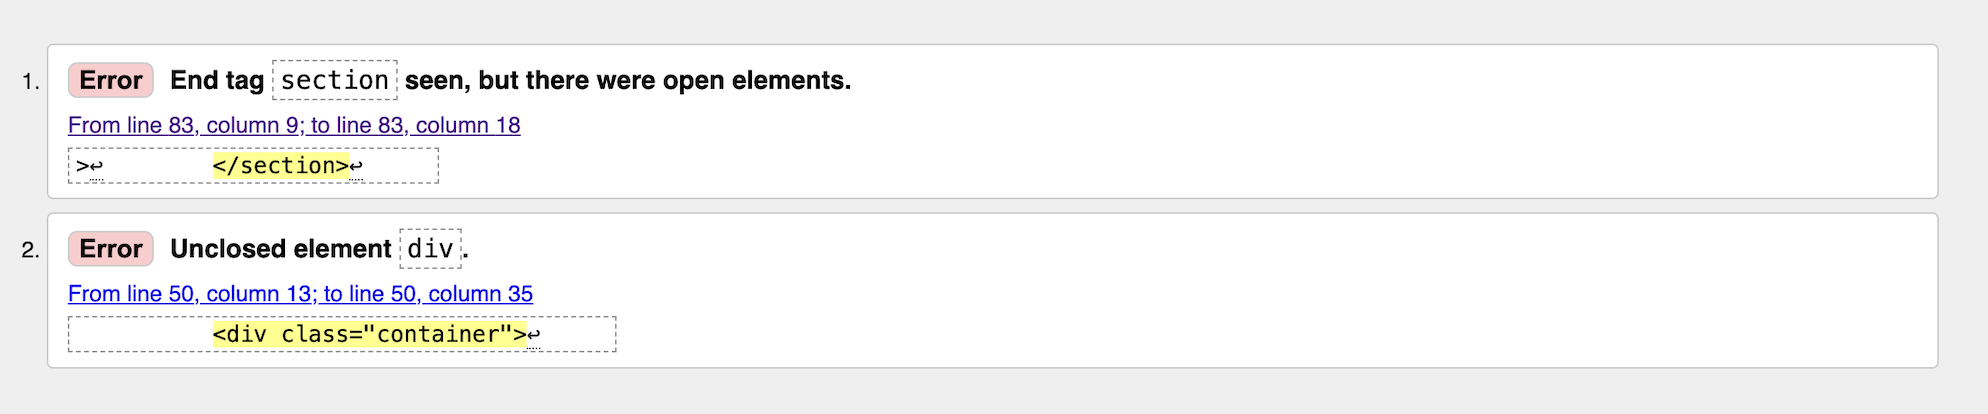 1. Error End tag section seen, but there were open elements.
From line 83, column 9; to line 83, column 18
>↩        </section>↩
2. Error Unclosed element div.
From line 50, column 13; to line 50, column 35
<div class="container">↩